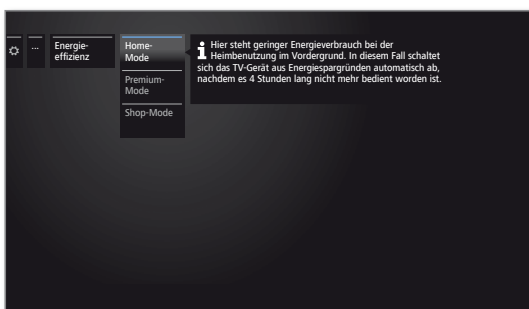 ...
Energie-
effizienz
Home-
Mode
Premium-
Mode
Shop-Mode
i Hier steht geringer Energieverbrauch bei der
Heimbenutzung im Vordergrund. In diesem Fall schaltet
sich das TV-Gerät aus Energiespargründen automatisch ab,
nachdem es 4 Stunden lang nicht mehr bedient worden ist.